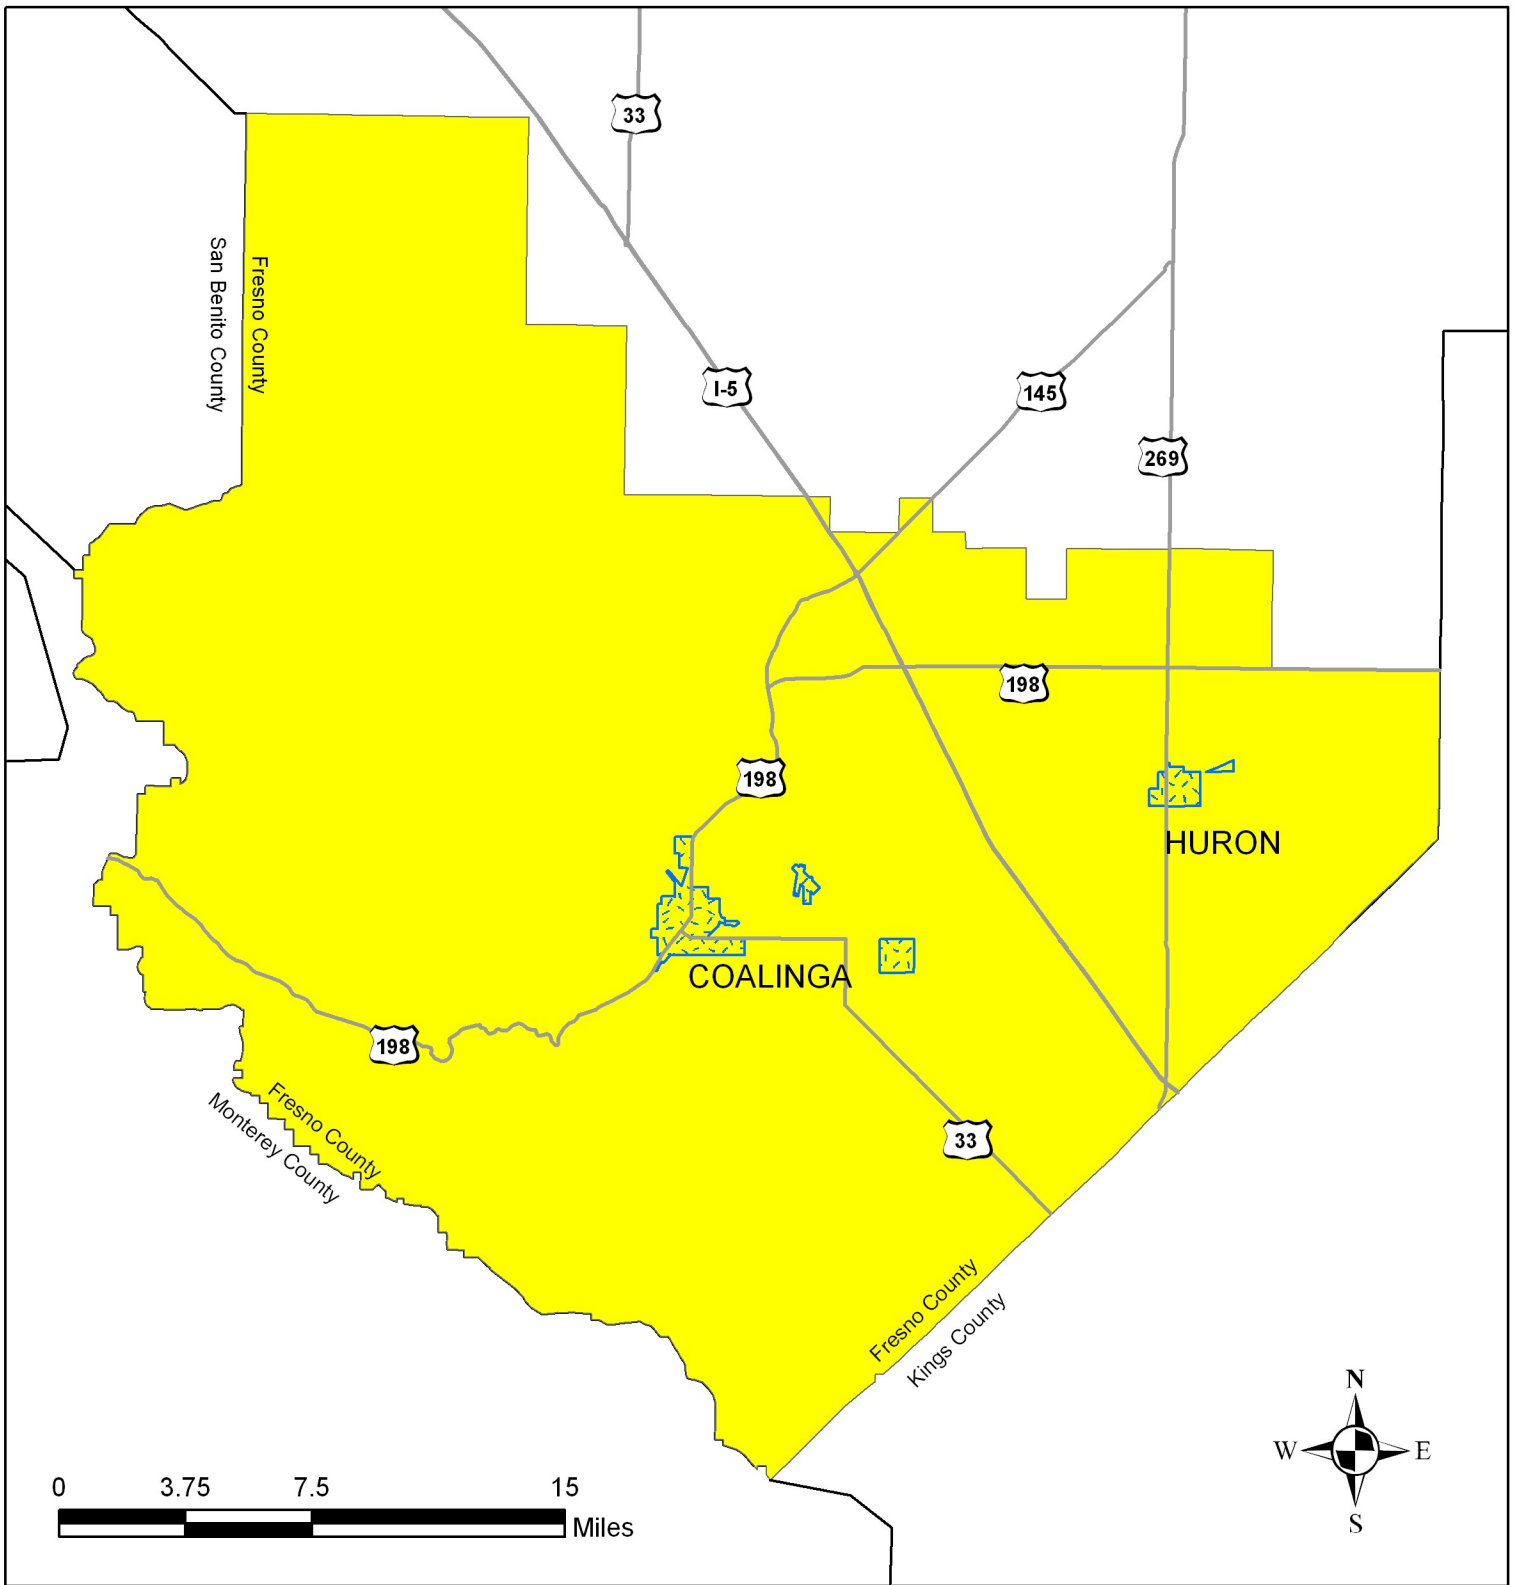 33
San Benito County
Fresno County
I-5
145
269
198
198
HURON
COALINGA
198
Fresno County
Monterey County
33
Fresno County
Kings County
N
W
E
S
0 3.75 7.5 15
Miles